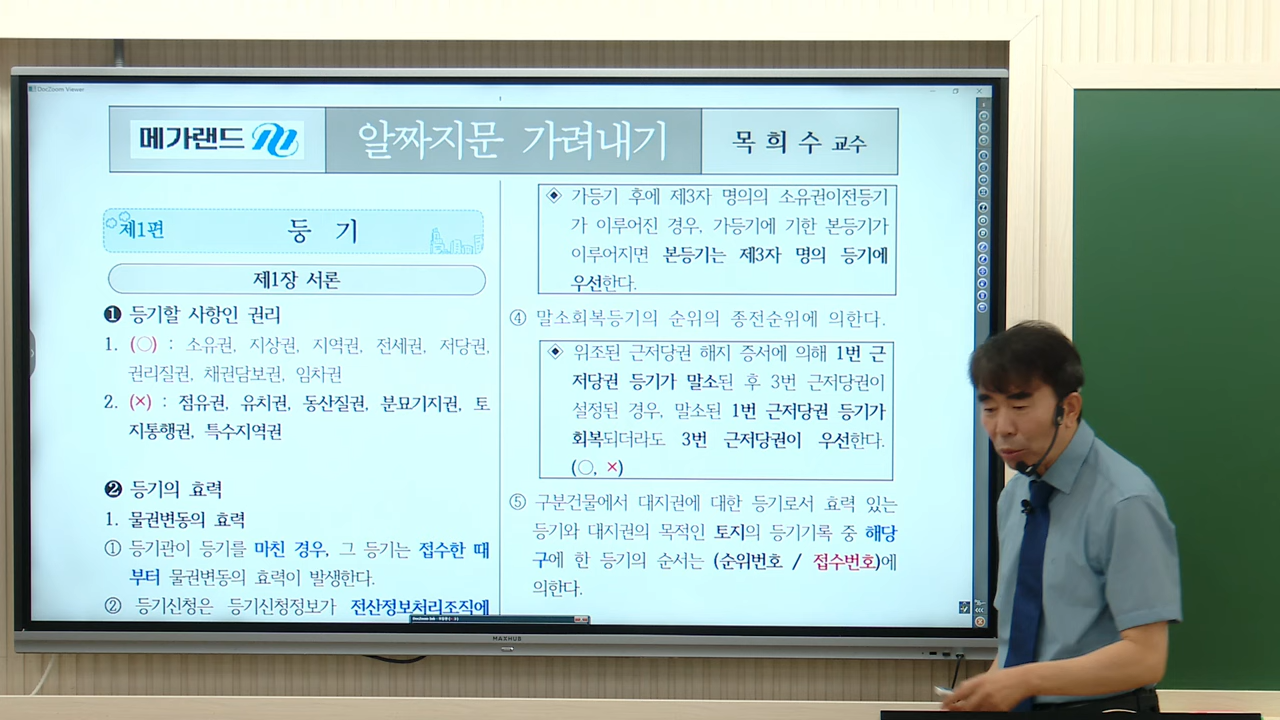 DocZoom Viewer
메가랜드
알짜지문 가려내기
목희수 교수
제1편
등 기
제1장 서론
❶ 등기할 사항인 권리
1. (○) : 소유권, 지상권, 지역권, 전세권, 저당권,
권리질권, 채권담보권, 임차권
2. (×) : 점유권, 유치권, 동산질권, 분묘기지권, 토
지통행권, 특수지역권
❷ 등기의 효력
1. 물권변동의 효력
① 등기관이 등기를 마친 경우, 그 등기는 접수한 때
부터 물권변동의 효력이 발생한다.
② 등기신청은 등기신청정보가 전산정보처리조직에
◈ 가등기 후에 제3자 명의의 소유권이전등기
가 이루어진 경우, 가등기에 기한 본등기가
이루어지면 본등기는 제3자 명의 등기에
우선한다.
④ 말소회복등기의 순위의 종전순위에 의한다.
◈ 위조된 근저당권 해지 증서에 의해 1번 근
저당권 등기가 말소된 후 3번 근저당권이
설정된 경우, 말소된 1번 근저당권 등기가
회복되더라도 3번 근저당권이 우선한다.
(○, ×)
⑤ 구분건물에서 대지권에 대한 등기로서 효력 있는
등기와 대지권의 목적인 토지의 등기기록 중 해당
구에 한 등기의 순서는 (순위번호 / 접수번호)에
의한다.
MAXHUB